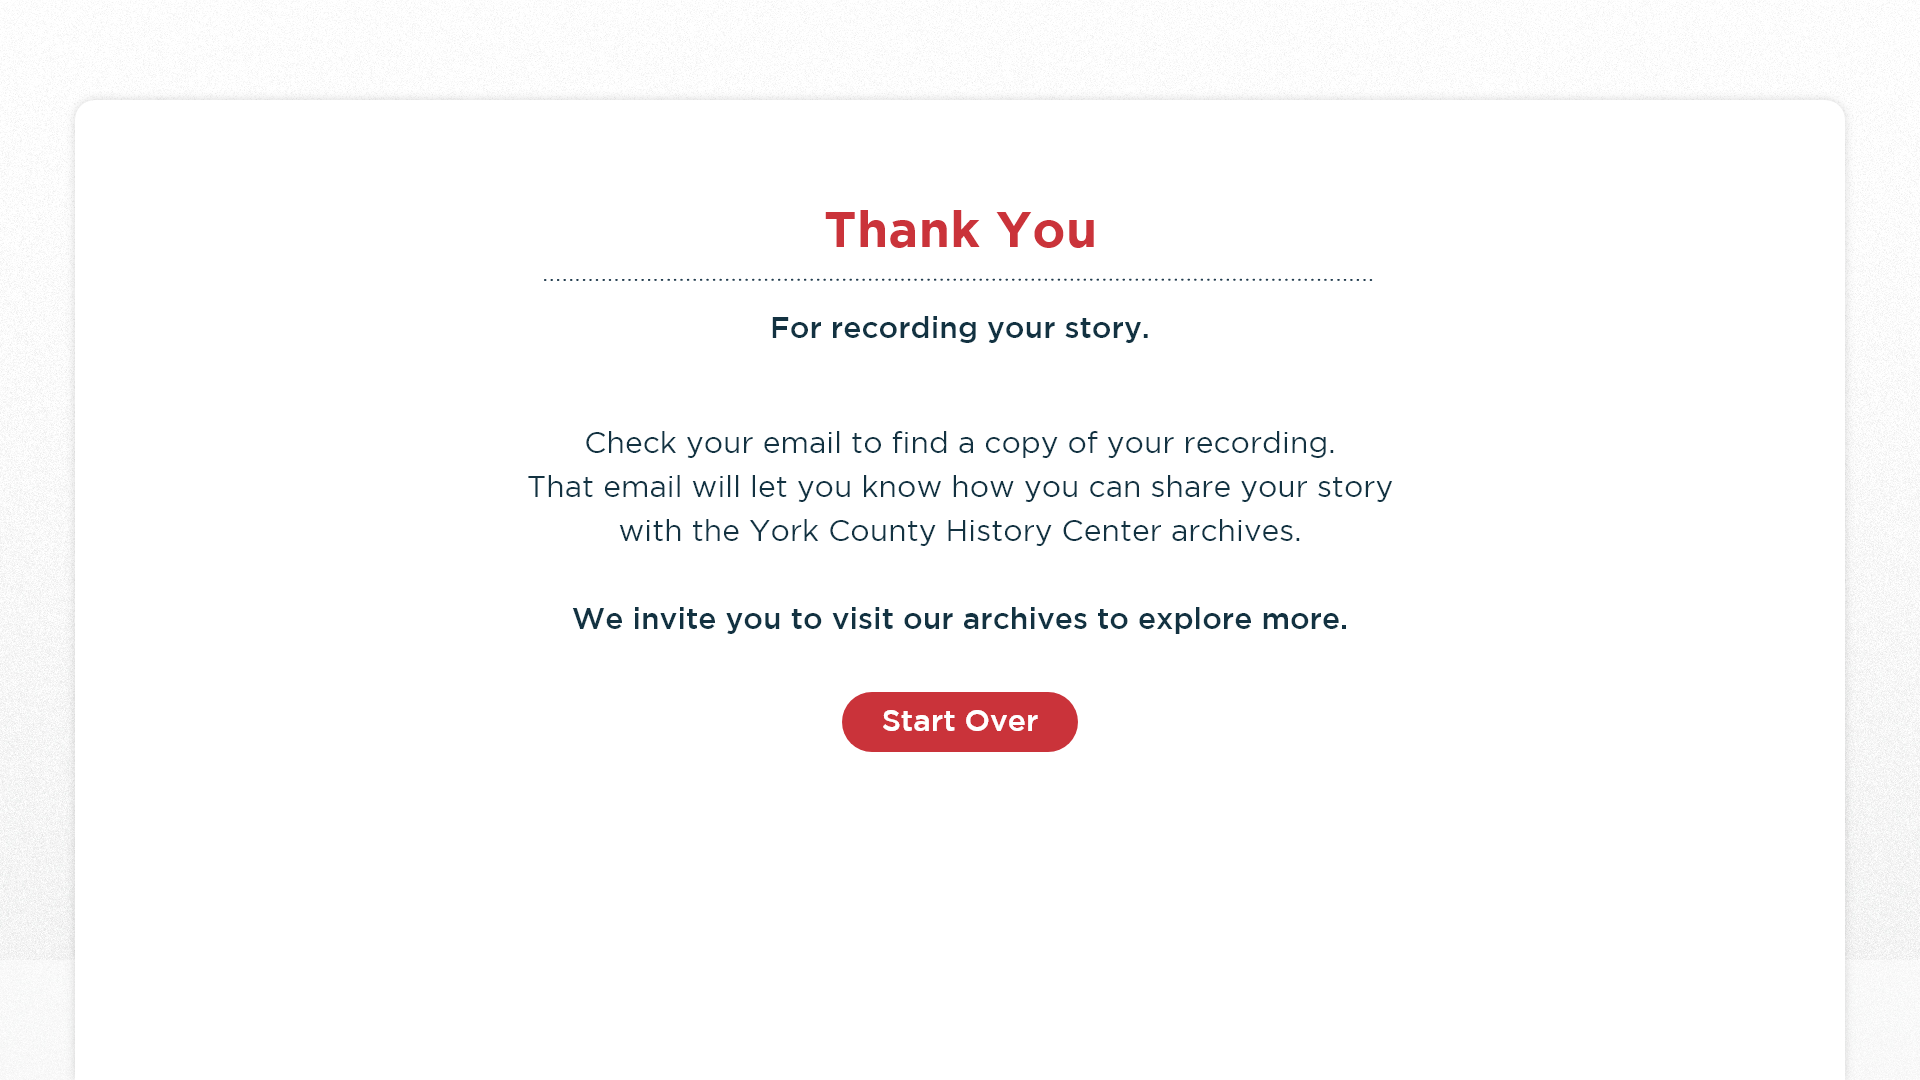 Thank You
For recording your story.
Check your email to find a copy of your recording.
That email will let you know how you can share your story
with the York County History Center archives.
We invite you to visit our archives to explore more.
Start Over